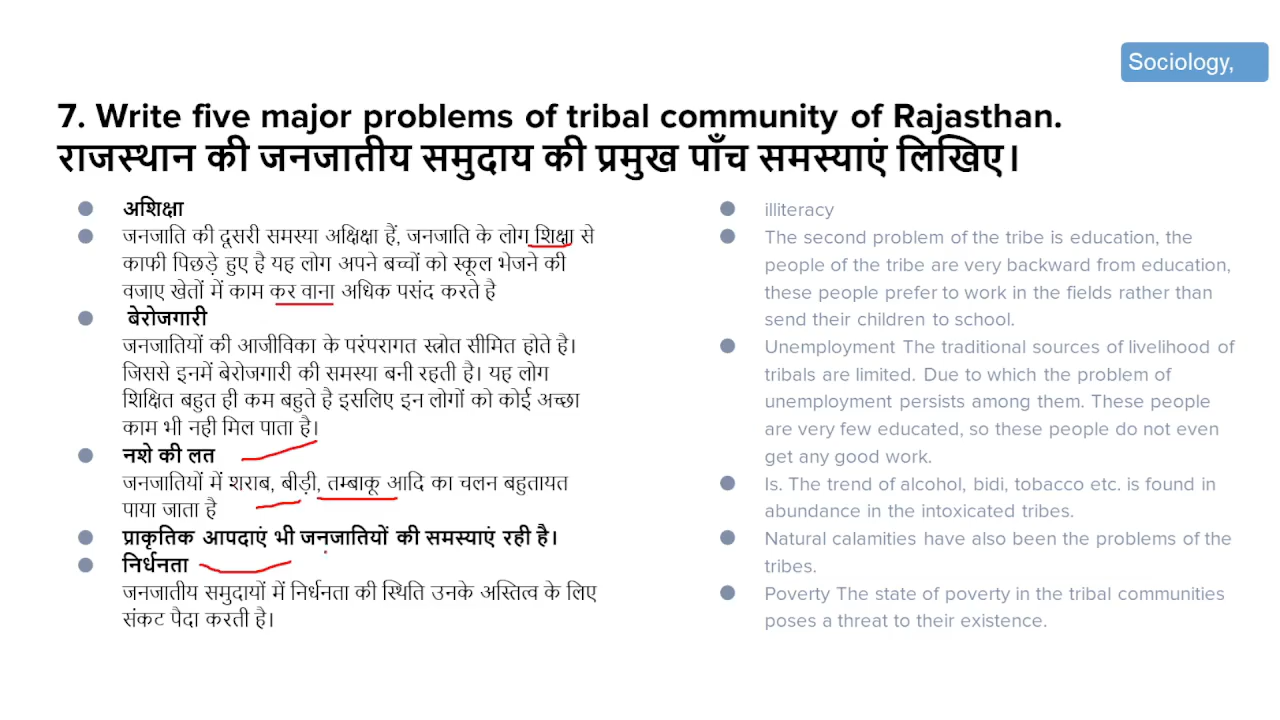 Sociology,
7. Write five major problems of tribal community of Rajasthan.
राजस्थान की जनजातीय समुदाय की प्रमुख पाँच समस्याएं लिखिए।
● अशिक्षा
● जनजाति की दूसरी समस्या अक्षिक्षा हैं, जनजाति के लोग शिक्षा से
काफी पिछड़े हुए है यह लोग अपने बच्चों को स्कूल भेजने की
वजाए खेतों में काम कर वाना अधिक पसंद करते है
● बेरोजगारी
जनजातियों की आजीविका के परंपरागत स्त्रोत सीमित होते है।
जिससे इनमें बेरोजगारी की समस्या बनी रहती है। यह लोग
शिक्षित बहुत ही कम बहुते है इसलिए इन लोगों को कोई अच्छा
काम भी नही मिल पाता है।
● नशे की लत
जनजातियों में शराब, बीड़ी, तम्बाकू आदि का चलन बहुतायत
पाया जाता है
● प्राकृतिक आपदाएं भी जनजातियों की समस्याएं रही है।
● निर्धनता
जनजातीय समुदायों में निर्धनता की स्थिति उनके अस्तित्व के लिए
संकट पैदा करती है।
● illiteracy
● The second problem of the tribe is education, the
people of the tribe are very backward from education,
these people prefer to work in the fields rather than
send their children to school.
● Unemployment The traditional sources of livelihood of
tribals are limited. Due to which the problem of
unemployment persists among them. These people
are very few educated, so these people do not even
get any good work.
● Is. The trend of alcohol, bidi, tobacco etc. is found in
abundance in the intoxicated tribes.
● Natural calamities have also been the problems of the
tribes.
● Poverty The state of poverty in the tribal communities
poses a threat to their existence.